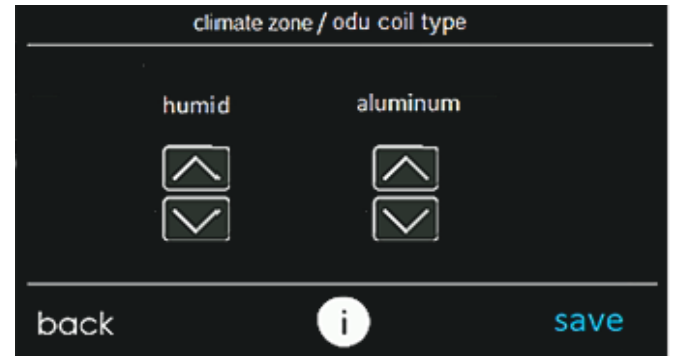 climate zone / odu coil type
humid aluminum
back i save